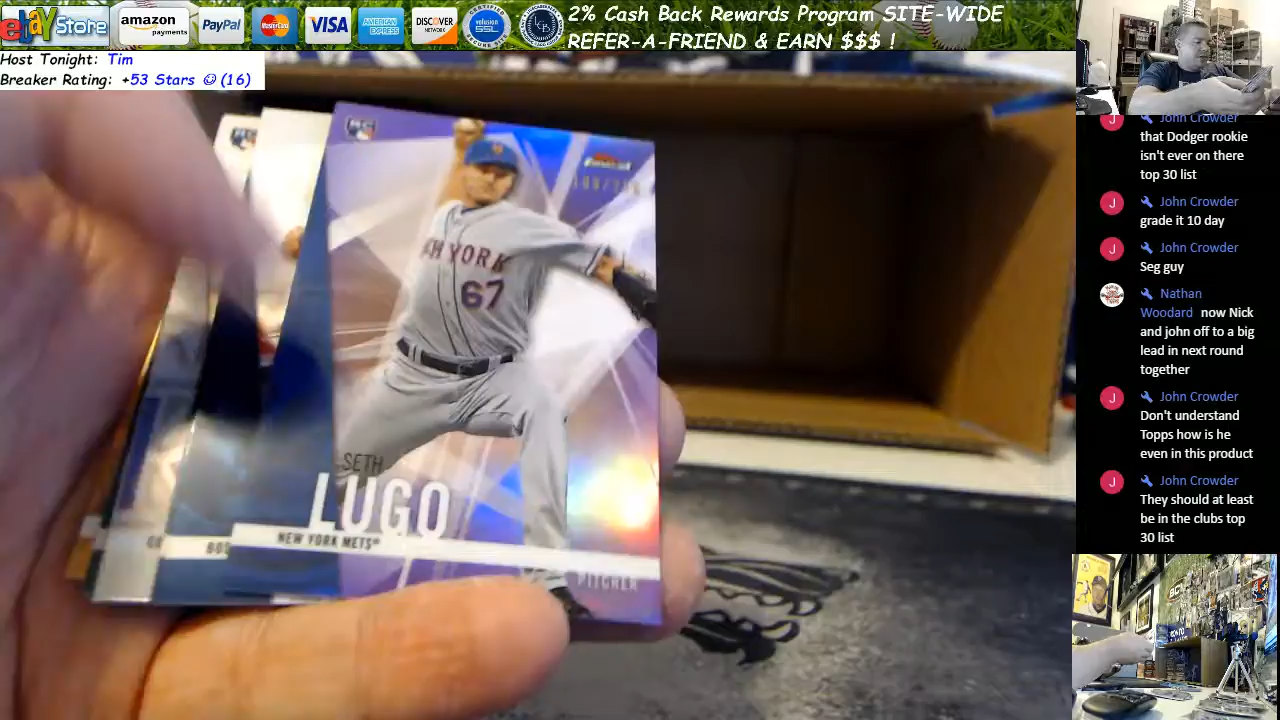 ebay Store
amazon
payments
PayPal
MasterCard
VISA
AMERICAN
EXPRESS
DISCOVER
NETWORK
SSL
2% Cash Back Rewards Program SITE-WIDE
REFER-A-FRIEND & EARN $$$ !
Host Tonight: Tim
Breaker Rating: +53 Stars ☺ (16)
YORK
67
SETH
LUGO
NEW YORK METS
PITCHER
BOS
J John Crowder
that Dodger rookie
isn't ever on there
top 30 list
J John Crowder
grade it 10 day
J John Crowder
Seg guy
Nathan
Woodard now Nick
and john off to a big
lead in next round
together
J John Crowder
Don't understand
Topps how is he
even in this product
J John Crowder
They should at least
be in the clubs top
30 list